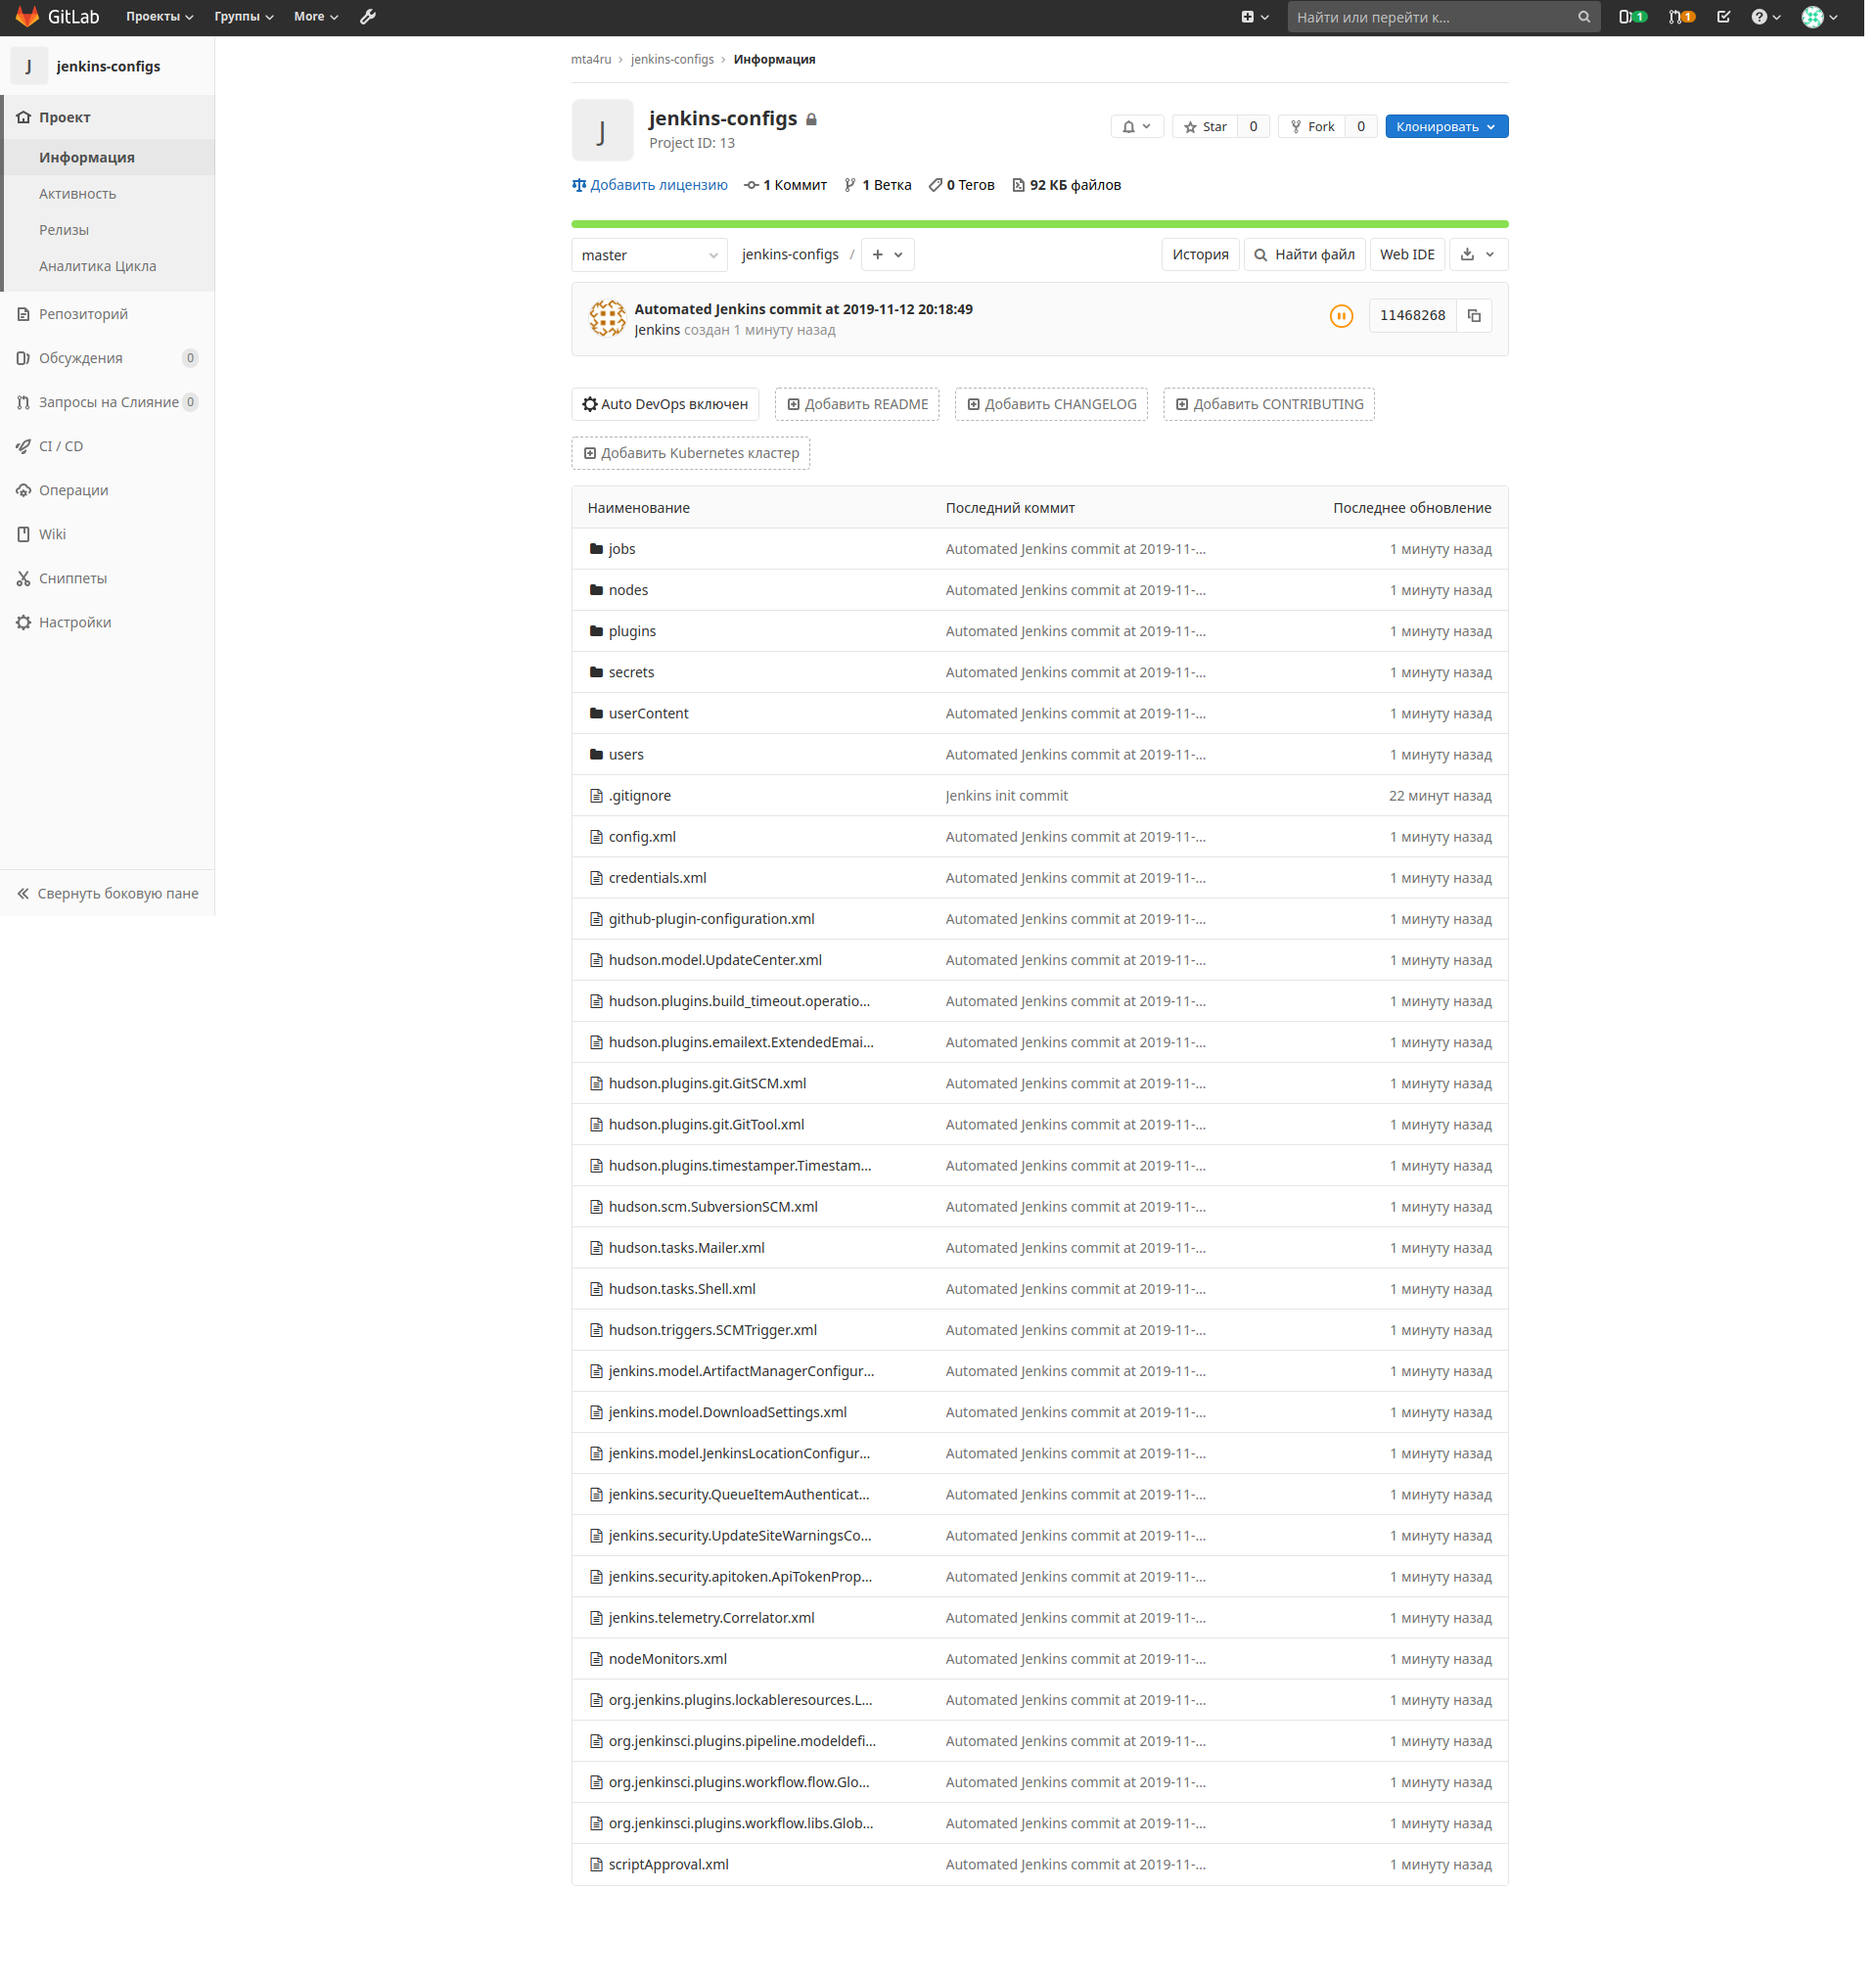 GitLab Проекты Группы More Найти или перейти к... 1 1
J jenkins-configs
Проект
Информация
Активность
Релизы
Аналитика Цикла
Репозиторий
Обсуждения 0
Запросы на Слияние 0
CI / CD
Операции
Wiki
Сниппеты
Настройки
Свернуть боковую пане
mta4ru › jenkins-configs › Информация
J
jenkins-configs
Project ID: 13
Star 0 Fork 0 Клонировать
Добавить лицензию 1 Коммит 1 Ветка 0 Тегов 92 КБ файлов
master jenkins-configs / + История Найти файл Web IDE
Automated Jenkins commit at 2019-11-12 20:18:49
Jenkins создан 1 минуту назад
11468268
Auto DevOps включен Добавить README Добавить CHANGELOG Добавить CONTRIBUTING
Добавить Kubernetes кластер
Наименование Последний коммит Последнее обновление
jobs Automated Jenkins commit at 2019-11-... 1 минуту назад
nodes Automated Jenkins commit at 2019-11-... 1 минуту назад
plugins Automated Jenkins commit at 2019-11-... 1 минуту назад
secrets Automated Jenkins commit at 2019-11-... 1 минуту назад
userContent Automated Jenkins commit at 2019-11-... 1 минуту назад
users Automated Jenkins commit at 2019-11-... 1 минуту назад
.gitignore Jenkins init commit 22 минут назад
config.xml Automated Jenkins commit at 2019-11-... 1 минуту назад
credentials.xml Automated Jenkins commit at 2019-11-... 1 минуту назад
github-plugin-configuration.xml Automated Jenkins commit at 2019-11-... 1 минуту назад
hudson.model.UpdateCenter.xml Automated Jenkins commit at 2019-11-... 1 минуту назад
hudson.plugins.build_timeout.operatio... Automated Jenkins commit at 2019-11-... 1 минуту назад
hudson.plugins.emailext.ExtendedEmai... Automated Jenkins commit at 2019-11-... 1 минуту назад
hudson.plugins.git.GitSCM.xml Automated Jenkins commit at 2019-11-... 1 минуту назад
hudson.plugins.git.GitTool.xml Automated Jenkins commit at 2019-11-... 1 минуту назад
hudson.plugins.timestamper.Timestam... Automated Jenkins commit at 2019-11-... 1 минуту назад
hudson.scm.SubversionSCM.xml Automated Jenkins commit at 2019-11-... 1 минуту назад
hudson.tasks.Mailer.xml Automated Jenkins commit at 2019-11-... 1 минуту назад
hudson.tasks.Shell.xml Automated Jenkins commit at 2019-11-... 1 минуту назад
hudson.triggers.SCMTrigger.xml Automated Jenkins commit at 2019-11-... 1 минуту назад
jenkins.model.ArtifactManagerConfigur... Automated Jenkins commit at 2019-11-... 1 минуту назад
jenkins.model.DownloadSettings.xml Automated Jenkins commit at 2019-11-... 1 минуту назад
jenkins.model.JenkinsLocationConfigur... Automated Jenkins commit at 2019-11-... 1 минуту назад
jenkins.security.QueueItemAuthenticat... Automated Jenkins commit at 2019-11-... 1 минуту назад
jenkins.security.UpdateSiteWarningsCo... Automated Jenkins commit at 2019-11-... 1 минуту назад
jenkins.security.apitoken.ApiTokenProp... Automated Jenkins commit at 2019-11-... 1 минуту назад
jenkins.telemetry.Correlator.xml Automated Jenkins commit at 2019-11-... 1 минуту назад
nodeMonitors.xml Automated Jenkins commit at 2019-11-... 1 минуту назад
org.jenkins.plugins.lockableresources.L... Automated Jenkins commit at 2019-11-... 1 минуту назад
org.jenkinsci.plugins.pipeline.modeldefi... Automated Jenkins commit at 2019-11-... 1 минуту назад
org.jenkinsci.plugins.workflow.flow.Glo... Automated Jenkins commit at 2019-11-... 1 минуту назад
org.jenkinsci.plugins.workflow.libs.Glob... Automated Jenkins commit at 2019-11-... 1 минуту назад
scriptApproval.xml Automated Jenkins commit at 2019-11-... 1 минуту назад